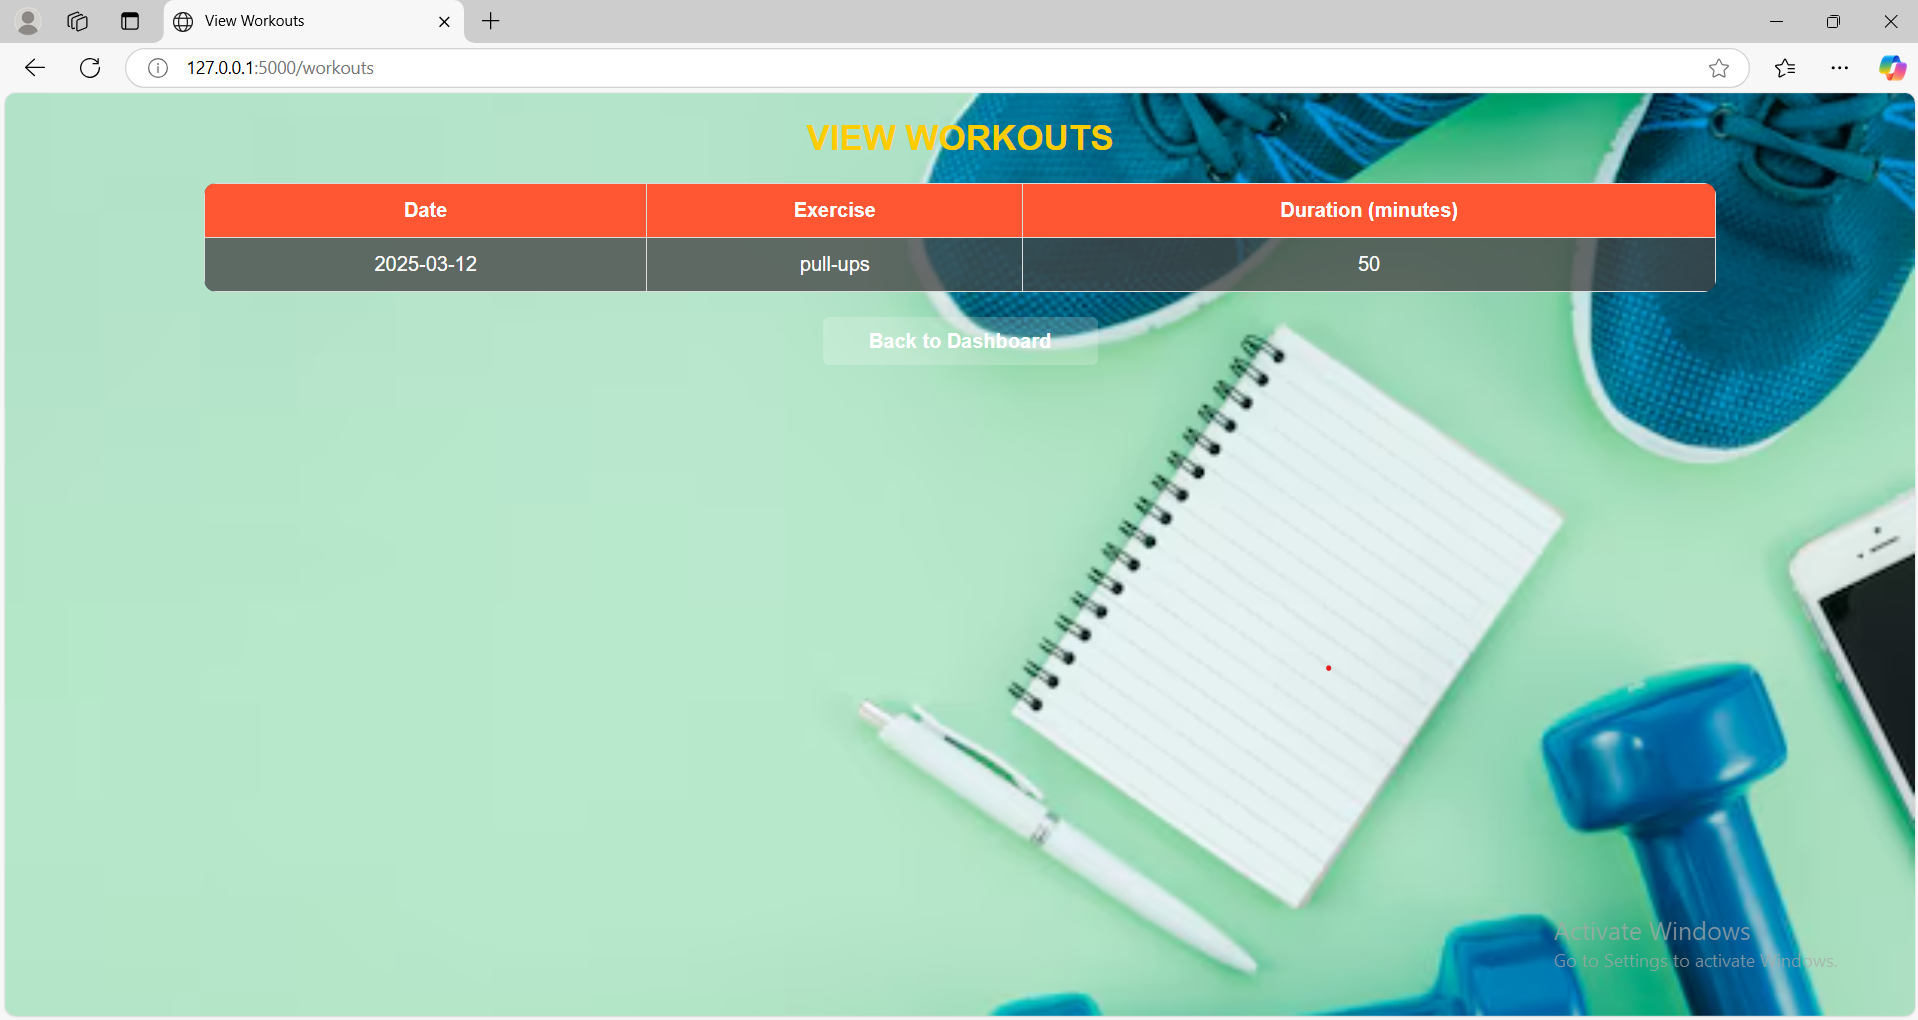 View Workouts
127.0.0.1:5000/workouts
VIEW WORKOUTS
Date Exercise Duration (minutes)
2025-03-12 pull-ups 50
Back to Dashboard
Activate Windows
Go to Settings to activate Windows.